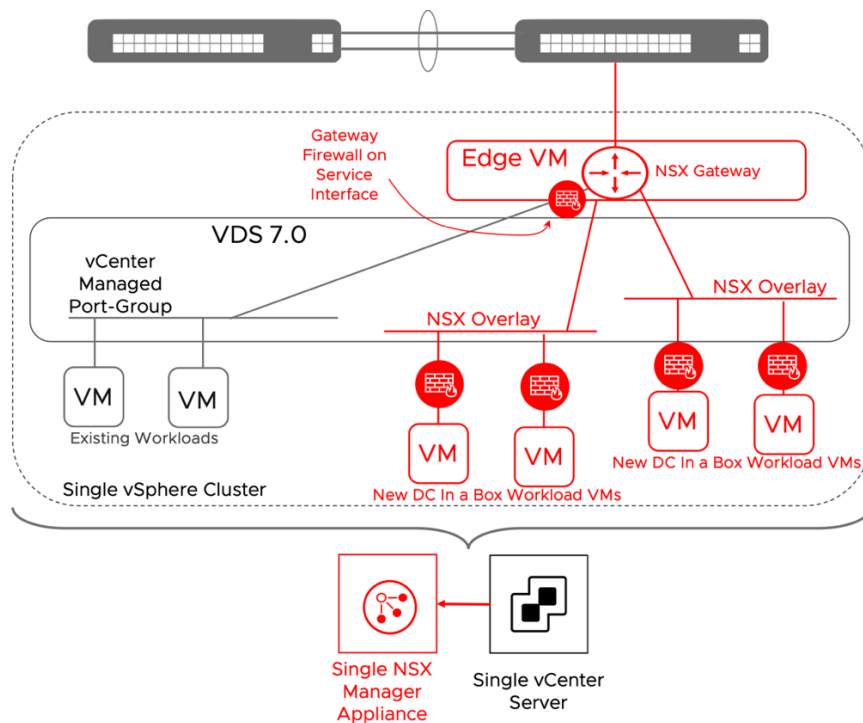 Gateway
Firewall on
Service
Interface
Edge VM
NSX Gateway
VDS 7.0
vCenter
Managed
Port-Group
NSX Overlay
NSX Overlay
VM
VM
Existing Workloads
VM
VM
New DC In a Box Workload VMs
VM
VM
New DC In a Box Workload VMs
Single vSphere Cluster
Single NSX
Manager
Appliance
Single vCenter
Server